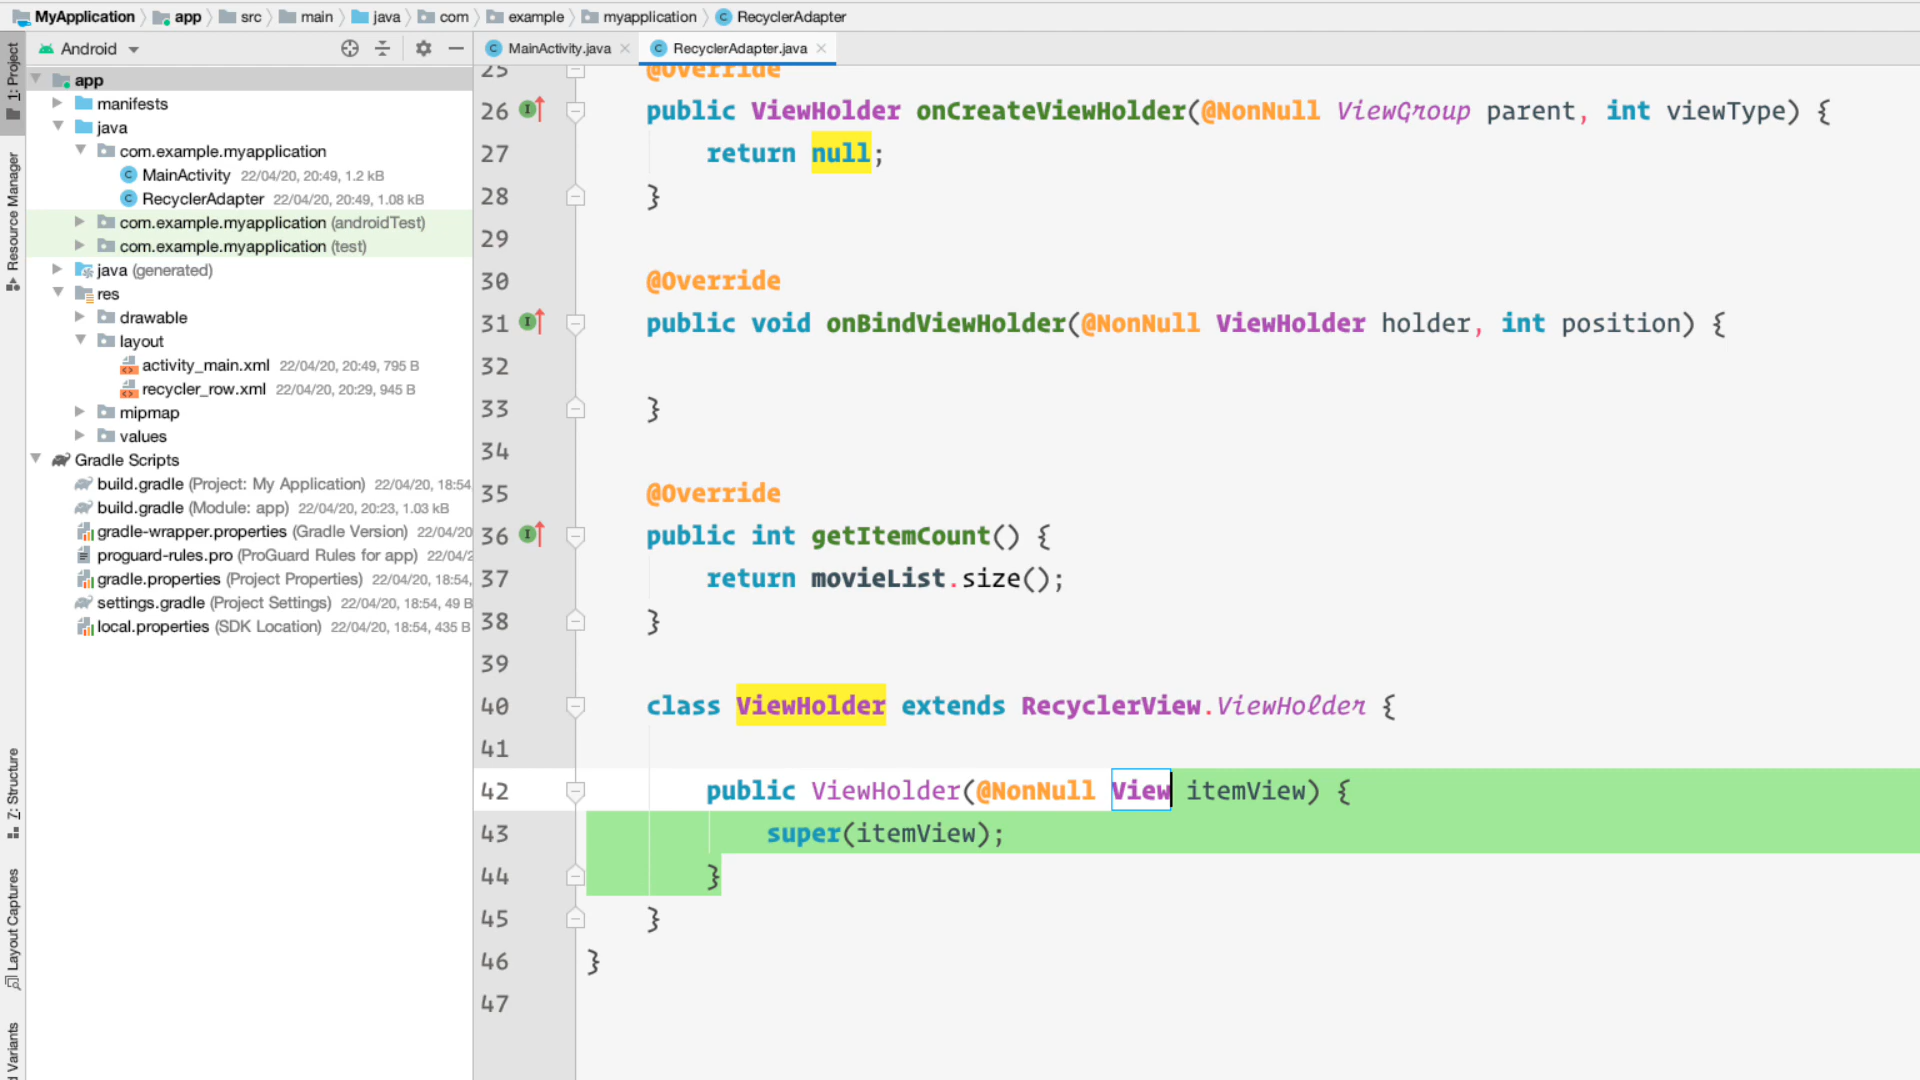 MyApplication app src main java com example myapplication RecyclerAdapter
Android
MainActivity.java RecyclerAdapter.java
1: Project
Resource Manager
Z: Structure
Layout Captures
Variants
app
manifests
java
com.example.myapplication
MainActivity 22/04/20, 20:49, 1.2 kB
RecyclerAdapter 22/04/20, 20:49, 1.08 kB
com.example.myapplication (androidTest)
com.example.myapplication (test)
java (generated)
res
drawable
layout
activity_main.xml 22/04/20, 20:49, 795 B
recycler_row.xml 22/04/20, 20:29, 945 B
mipmap
values
Gradle Scripts
build.gradle (Project: My Application) 22/04/20, 18:54
build.gradle (Module: app) 22/04/20, 20:23, 1.03 kB
gradle-wrapper.properties (Gradle Version) 22/04/20
proguard-rules.pro (ProGuard Rules for app) 22/04/2
gradle.properties (Project Properties) 22/04/20, 18:54,
settings.gradle (Project Settings) 22/04/20, 18:54, 49 B
local.properties (SDK Location) 22/04/20, 18:54, 435 B
25 @Override
26 public ViewHolder onCreateViewHolder(@NonNull ViewGroup parent, int viewType) {
27 return null;
28 }
29
30 @Override
31 public void onBindViewHolder(@NonNull ViewHolder holder, int position) {
32
33 }
34
35 @Override
36 public int getItemCount() {
37 return movieList.size();
38 }
39
40 class ViewHolder extends RecyclerView.ViewHolder {
41
42 public ViewHolder(@NonNull View itemView) {
43 super(itemView);
44 }
45 }
46 }
47